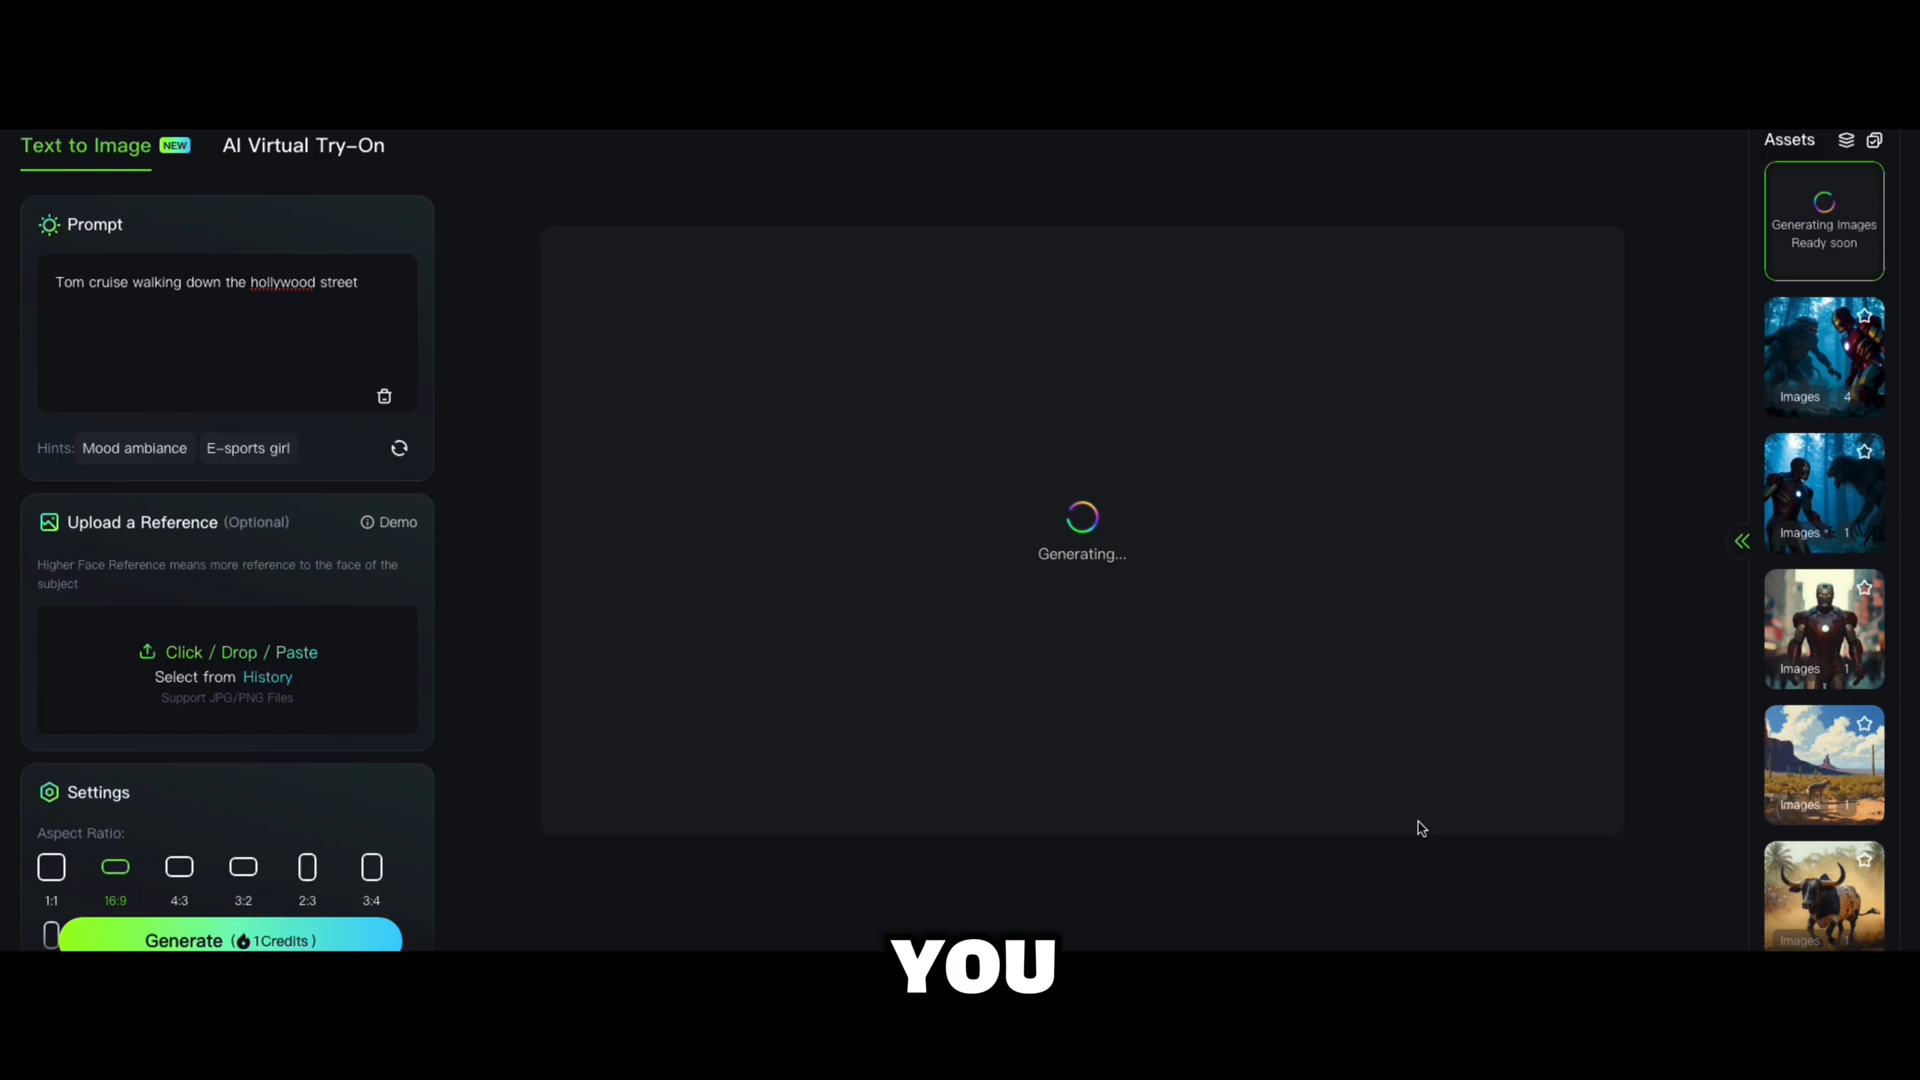 Text to Image NEW AI Virtual Try-On
Prompt
Tom cruise walking down the hollywood street
Hints: Mood ambiance E-sports girl
Upload a Reference (Optional) Demo
Higher Face Reference means more reference to the face of the
subject
Click / Drop / Paste
Select from History
Support JPG/PNG Files
Settings
Aspect Ratio:
1:1 16:9 4:3 3:2 2:3 3:4
Generate ( 1Credits )
Generating...
Assets
Generating Images
Ready soon
Images 4
Images 1
Images 1
Images 1
Images 1
YOU